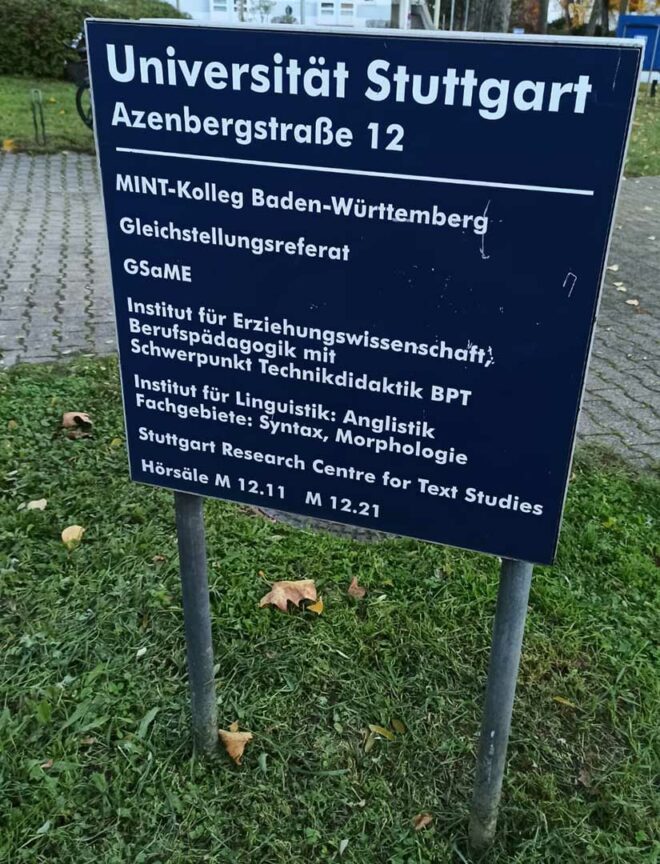 Universität Stuttgart
Azenbergstraße 12
MINT-Kolleg Baden-Württemberg
Gleichstellungsreferat
GSaME
Institut für Erziehungswissenschaft,
Berufspädagogik mit
Schwerpunkt Technikdidaktik BPT
Institut für Linguistik: Anglistik
Fachgebiete: Syntax, Morphologie
Stuttgart Research Centre for Text Studies
Hörsäle M 12.11 M 12.21